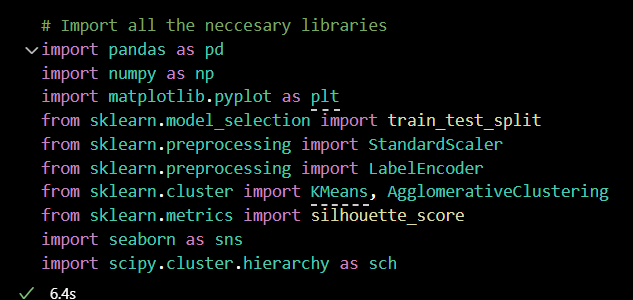 # Import all the neccesary libraries
import pandas as pd
import numpy as np
import matplotlib.pyplot as plt
from sklearn.model_selection import train_test_split
from sklearn.preprocessing import StandardScaler
from sklearn.preprocessing import LabelEncoder
from sklearn.cluster import KMeans, AgglomerativeClustering
from sklearn.metrics import silhouette_score
import seaborn as sns
import scipy.cluster.hierarchy as sch
6.4s